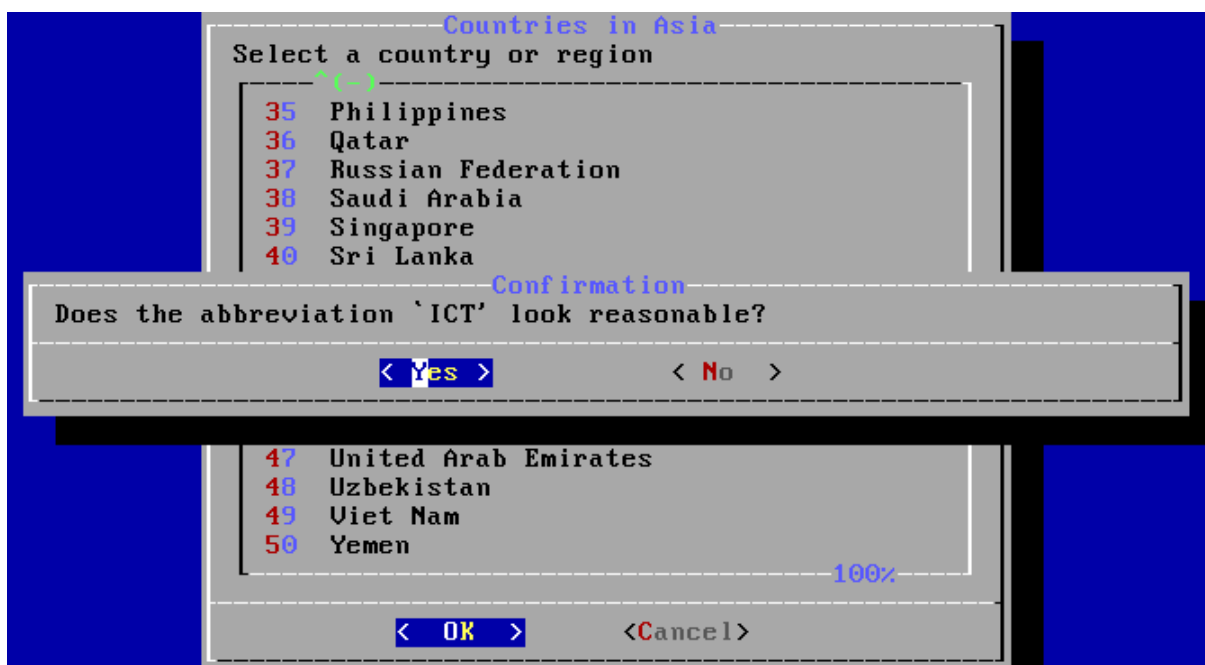 Countries in Asia
Select a country or region
^(-)
35 Philippines
36 Qatar
37 Russian Federation
38 Saudi Arabia
39 Singapore
40 Sri Lanka
Confirmation
Does the abbreviation `ICT' look reasonable?
< Yes > < No >
47 United Arab Emirates
48 Uzbekistan
49 Viet Nam
50 Yemen
100%
< OK > <Cancel>